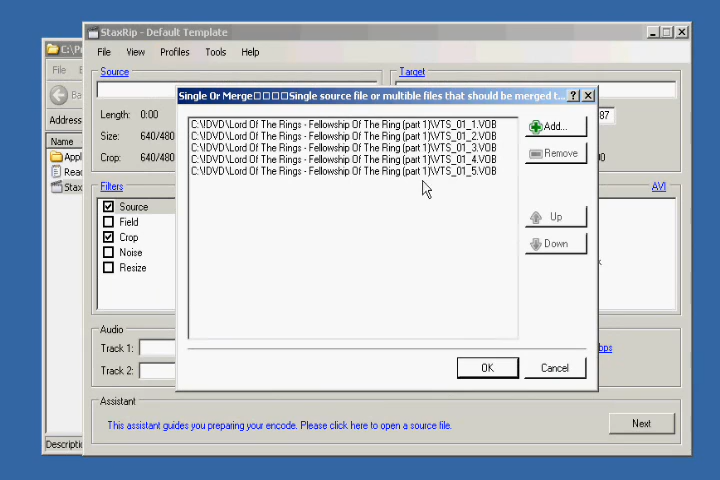 StaxRip - Default Template
File View Profiles Tools Help
C:\P
File
Ba
Address
Name
Appl
Read
Stax
Descripti
Source
Target
Length: 0:00
Size: 640/480
Crop: 640/480
87
Single Or Merge□□□□Single source file or multible files that should be merged t...
C:\!DVD\Lord Of The Rings - Fellowship Of The Ring (part 1)\VTS_01_1.VOB
C:\!DVD\Lord Of The Rings - Fellowship Of The Ring (part 1)\VTS_01_2.VOB
C:\!DVD\Lord Of The Rings - Fellowship Of The Ring (part 1)\VTS_01_3.VOB
C:\!DVD\Lord Of The Rings - Fellowship Of The Ring (part 1)\VTS_01_4.VOB
C:\!DVD\Lord Of The Rings - Fellowship Of The Ring (part 1)\VTS_01_5.VOB
Add...
Remove
Up
Down
OK Cancel
Filters
AVI
Source
Field
Crop
Noise
Resize
Audio
Track 1:
bps
Track 2:
Assistant
This assistant guides you preparing your encode. Please click here to open a source file.
Next